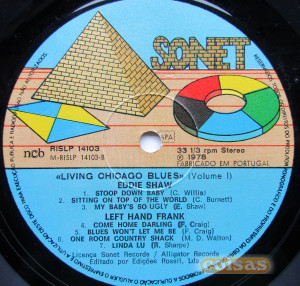 SONET
RISLP 14103
M-RISLP 14103-B
ncb
SPA
33 1/3 rpm Stereo
℗ 1978
FABRICADO EM PORTUGAL
«LIVING CHICAGO BLUES» (Volume I)
EDDIE SHAW
1 STOOP DOWN BABY (C. Willis)
2 SITTING ON TOP OF THE WORLD (C. Burnett)
3 MY BABY'S SO UGLY (E. Shaw)
LEFT HAND FRANK
4 COME HOME DARLING (F. Craig)
5 BLUES WON'T LET ME BE (F. Craig)
6 ONE ROOM COUNTRY SHACK (M. D. Walton)
7 LINDA LU (R. Sharpe)
Licença Sonet Records / Alligator Records
Editado por Edições Rossil,
coisas